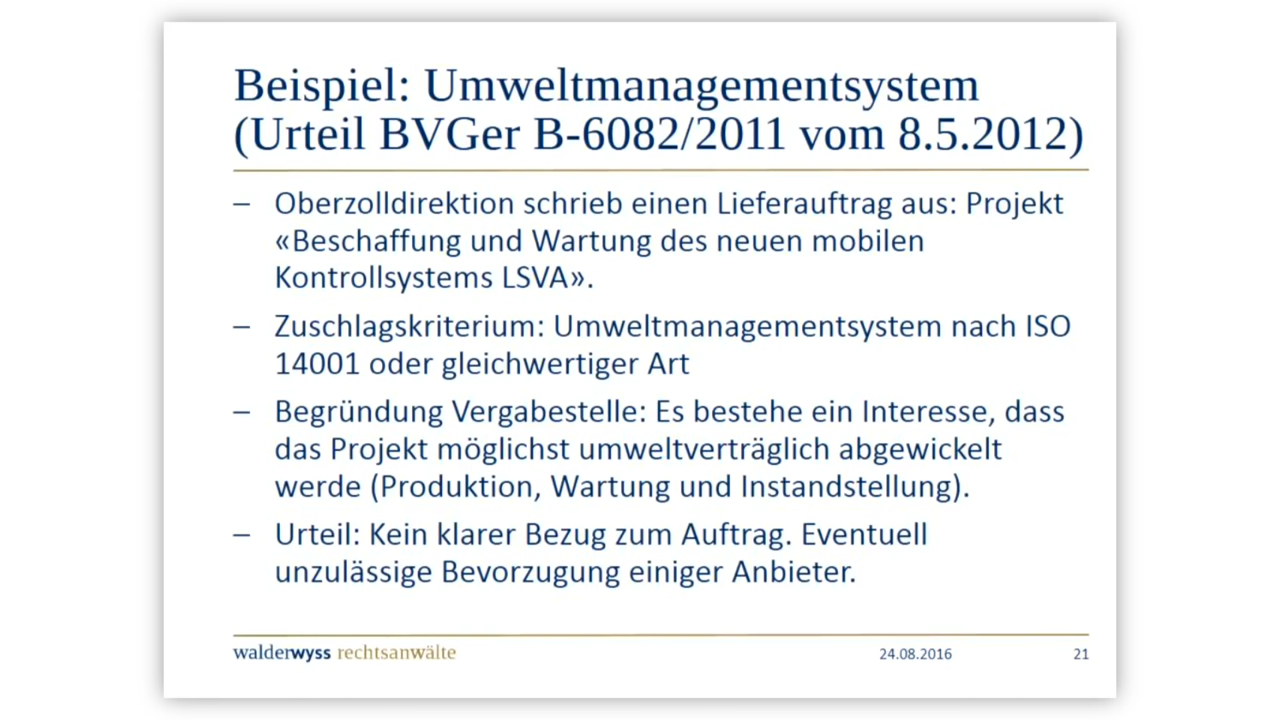 Beispiel: Umweltmanagementsystem
(Urteil BVGer B-6082/2011 vom 8.5.2012)
– Oberzolldirektion schrieb einen Lieferauftrag aus: Projekt
«Beschaffung und Wartung des neuen mobilen
Kontrollsystems LSVA».
– Zuschlagskriterium: Umweltmanagementsystem nach ISO
14001 oder gleichwertiger Art
– Begründung Vergabestelle: Es bestehe ein Interesse, dass
das Projekt möglichst umweltverträglich abgewickelt
werde (Produktion, Wartung und Instandstellung).
– Urteil: Kein klarer Bezug zum Auftrag. Eventuell
unzulässige Bevorzugung einiger Anbieter.
walderwyss rechtsanwälte 24.08.2016 21